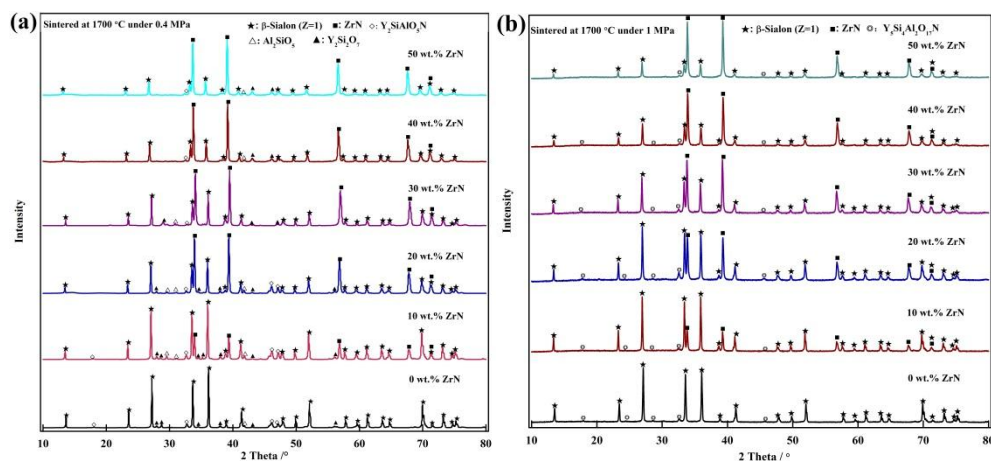 (a)
Sintered at 1700 °C under 0.4 MPa
★: β-Sialon (Z=1) ■: ZrN ◇: Y₂SiAlO₅N
△: Al₂SiO₅ ▲: Y₂Si₂O₇
50 wt.% ZrN
40 wt.% ZrN
30 wt.% ZrN
20 wt.% ZrN
10 wt.% ZrN
0 wt.% ZrN
Intensity
10 20 30 40 50 60 70 80
2 Theta /°
(b)
Sintered at 1700 °C under 1 MPa
★: β-Sialon (Z=1) ■: ZrN
50 wt.% ZrN
40 wt.% ZrN
30 wt.% ZrN
20 wt.% ZrN
10 wt.% ZrN
0 wt.% ZrN
Intensity
10 20 30 40 50 60 70 80
2 Theta /°